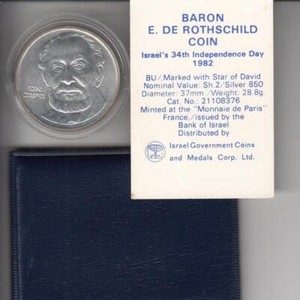 BARON
E. DE ROTHSCHILD
COIN
Israel's 34th Independence Day
1982
BU/Marked with Star of David
Nominal Value: Sh.2/Silver 850
Diameter: 37mm./Weight: 28.8g
Cat. No.: 21108376
Minted at the "Monnaie de Paris"
France,/issued by the
Bank of Israel
Distributed by
Israel Government Coins
and Medals Corp. Ltd.